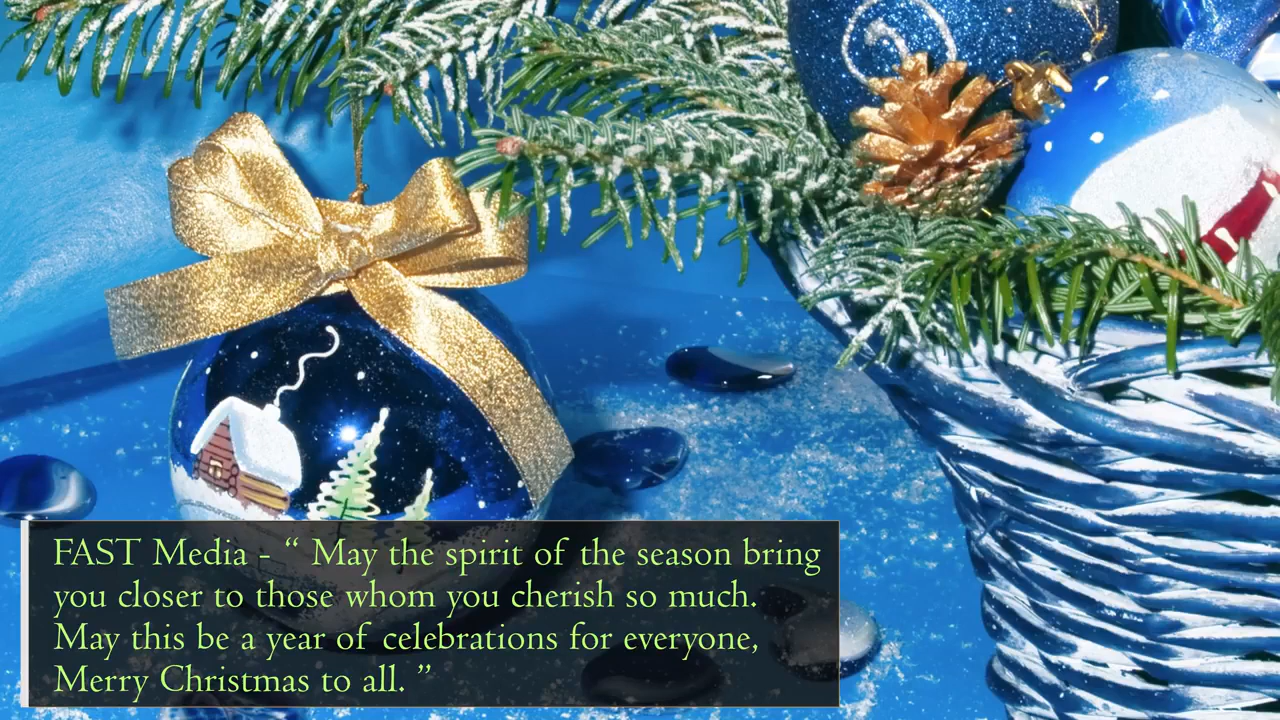 FAST Media - “ May the spirit of the season bring
you closer to those whom you cherish so much.
May this be a year of celebrations for everyone,
Merry Christmas to all. ”